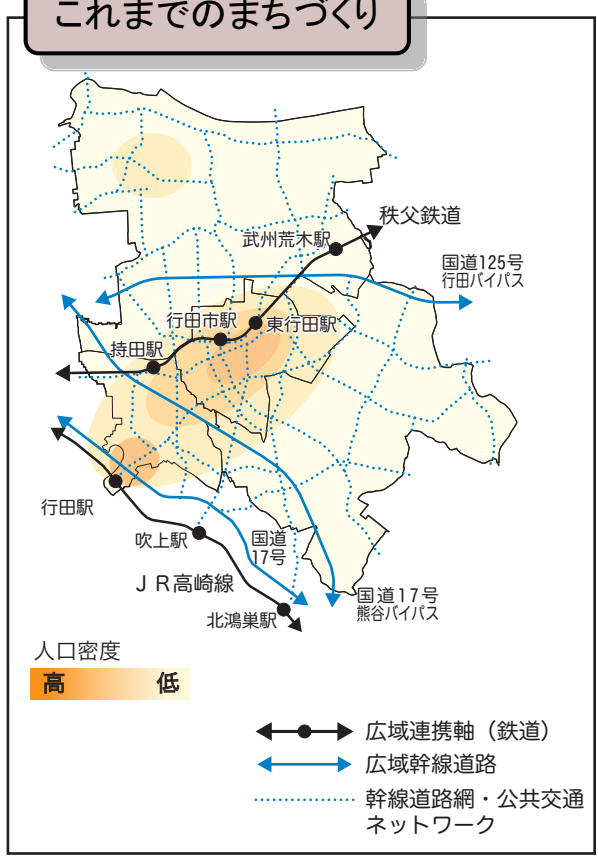 これまでのまちづくり
秩父鉄道
武州荒木駅
国道125号
行田バイパス
行田市駅
東行田駅
持田駅
行田駅
吹上駅
国道
17号
ＪＲ高崎線
国道17号
熊谷バイパス
北鴻巣駅
人口密度
高 低
広域連携軸（鉄道）
広域幹線道路
幹線道路網・公共交通
ネットワーク